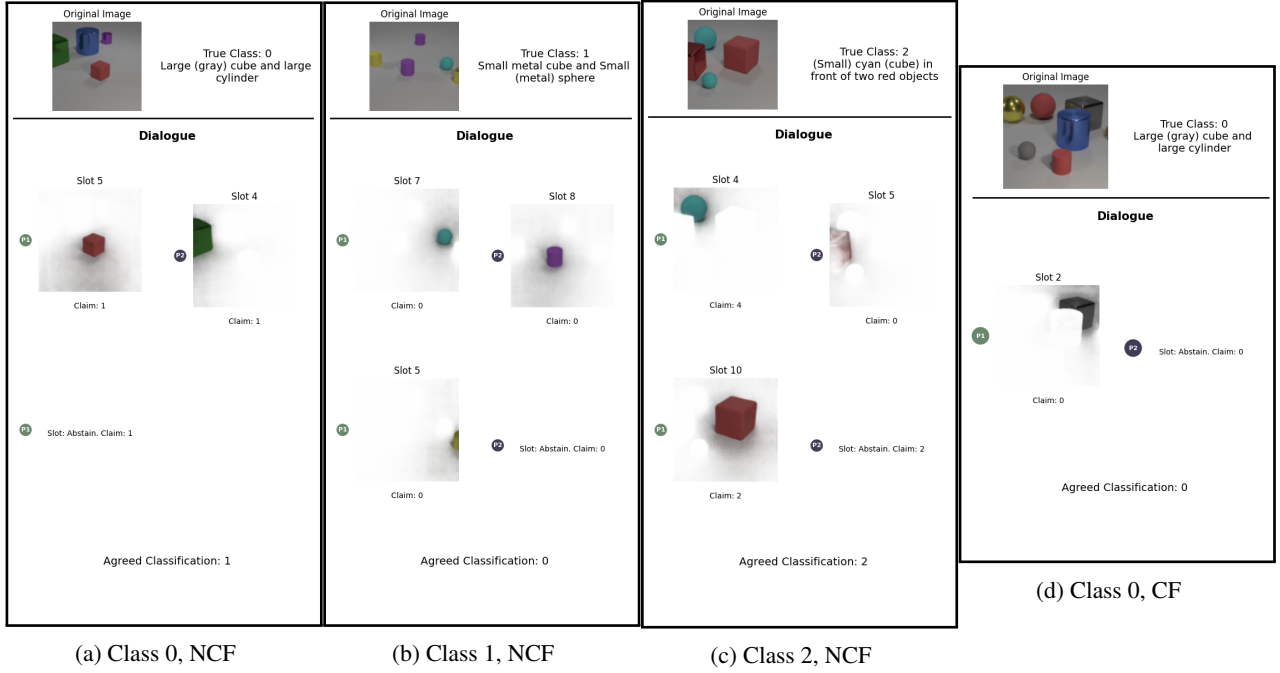 Original Image
True Class: 0
Large (gray) cube and large
cylinder
Dialogue
Slot 5
P1
Claim: 1
Slot 4
P2
Claim: 1
P1
Slot: Abstain. Claim: 1
Agreed Classification: 1
(a) Class 0, NCF
Original Image
True Class: 1
Small metal cube and Small
(metal) sphere
Dialogue
Slot 7
P1
Claim: 0
Slot 8
P2
Claim: 0
Slot 5
P1
Claim: 0
P2
Slot: Abstain. Claim: 0
Agreed Classification: 0
(b) Class 1, NCF
Original Image
True Class: 2
(Small) cyan (cube) in
front of two red objects
Dialogue
Slot 4
P1
Claim: 4
Slot 5
P2
Claim: 0
Slot 10
P1
Claim: 2
P2
Slot: Abstain. Claim: 2
Agreed Classification: 2
(c) Class 2, NCF
Original Image
True Class: 0
Large (gray) cube and
large cylinder
Dialogue
Slot 2
P1
Claim: 0
P2
Slot: Abstain. Claim: 0
Agreed Classification: 0
(d) Class 0, CF